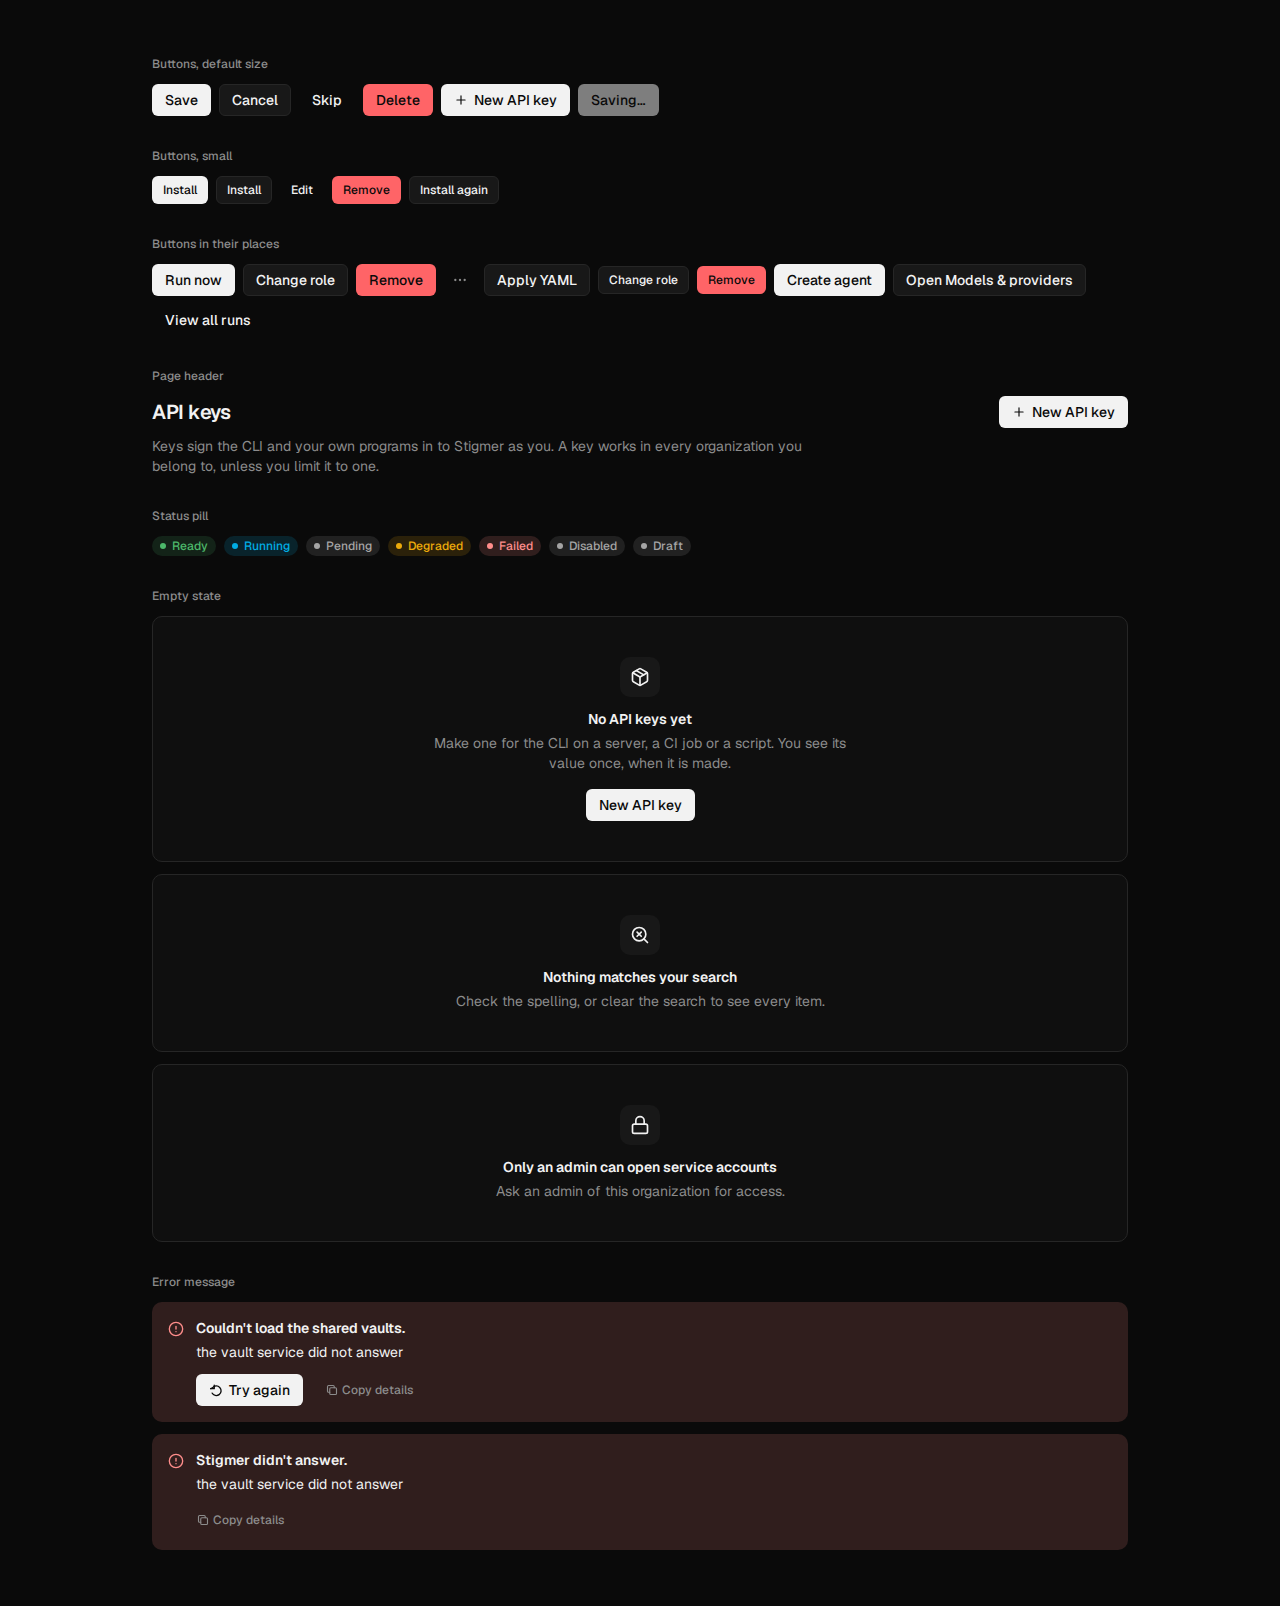 Buttons, default size
Save Cancel Skip Delete + New API key Saving...
Buttons, small
Install Install Edit Remove Install again
Buttons in their places
Run now Change role Remove ... Apply YAML Change role Remove Create agent Open Models & providers
View all runs
Page header
API keys + New API key
Keys sign the CLI and your own programs in to Stigmer as you. A key works in every organization you
belong to, unless you limit it to one.
Status pill
Ready Running Pending Degraded Failed Disabled Draft
Empty state
No API keys yet
Make one for the CLI on a server, a CI job or a script. You see its
value once, when it is made.
New API key
Nothing matches your search
Check the spelling, or clear the search to see every item.
Only an admin can open service accounts
Ask an admin of this organization for access.
Error message
Couldn't load the shared vaults.
the vault service did not answer
Try again Copy details
Stigmer didn't answer.
the vault service did not answer
Copy details